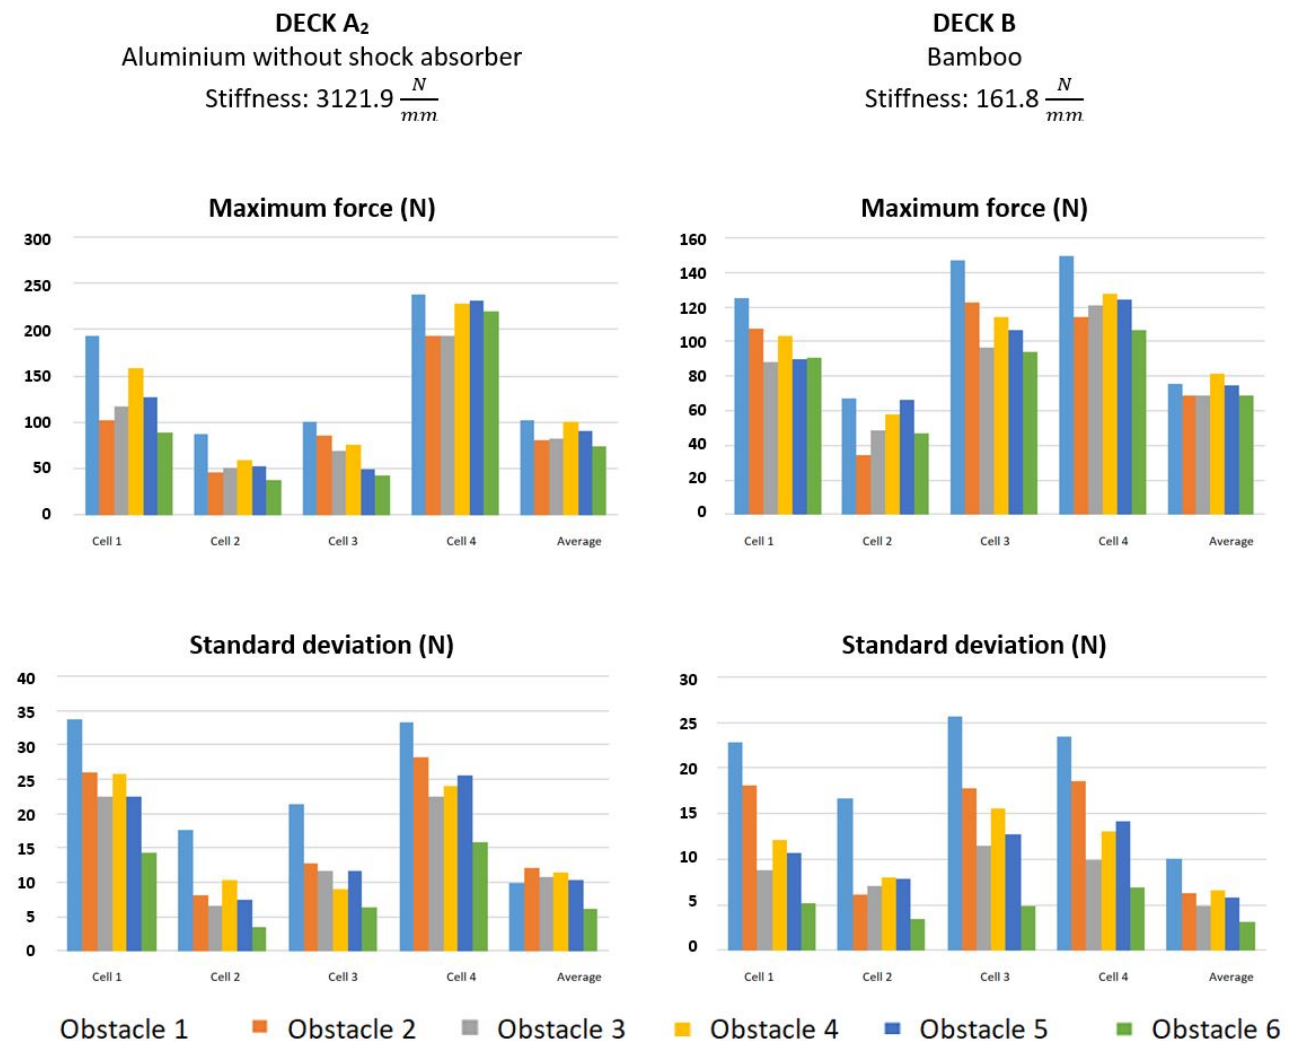 DECK A₂
Aluminium without shock absorber
Stiffness: 3121.9 N/mm
DECK B
Bamboo
Stiffness: 161.8 N/mm
Maximum force (N)
300
250
200
150
100
50
0
Cell 1 Cell 2 Cell 3 Cell 4 Average
Maximum force (N)
160
140
120
100
80
60
40
20
0
Cell 1 Cell 2 Cell 3 Cell 4 Average
Standard deviation (N)
40
35
30
25
20
15
10
5
0
Cell 1 Cell 2 Cell 3 Cell 4 Average
Standard deviation (N)
30
25
20
15
10
5
0
Cell 1 Cell 2 Cell 3 Cell 4 Average
Obstacle 1 Obstacle 2 Obstacle 3 Obstacle 4 Obstacle 5 Obstacle 6